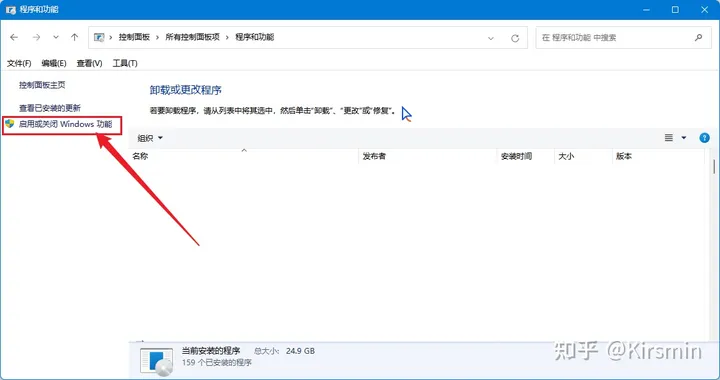 程序和功能
控制面板 › 所有控制面板项 › 程序和功能
在 程序和功能 中搜索
文件(F) 编辑(E) 查看(V) 工具(T)
控制面板主页
查看已安装的更新
启用或关闭 Windows 功能
卸载或更改程序
若要卸载程序，请从列表中将其选中，然后单击“卸载”、“更改”或“修复”。
组织
名称 发布者 安装时间 大小 版本
当前安装的程序 总大小: 24.9 GB
159 个已安装的程序
知乎 @Kirsmin